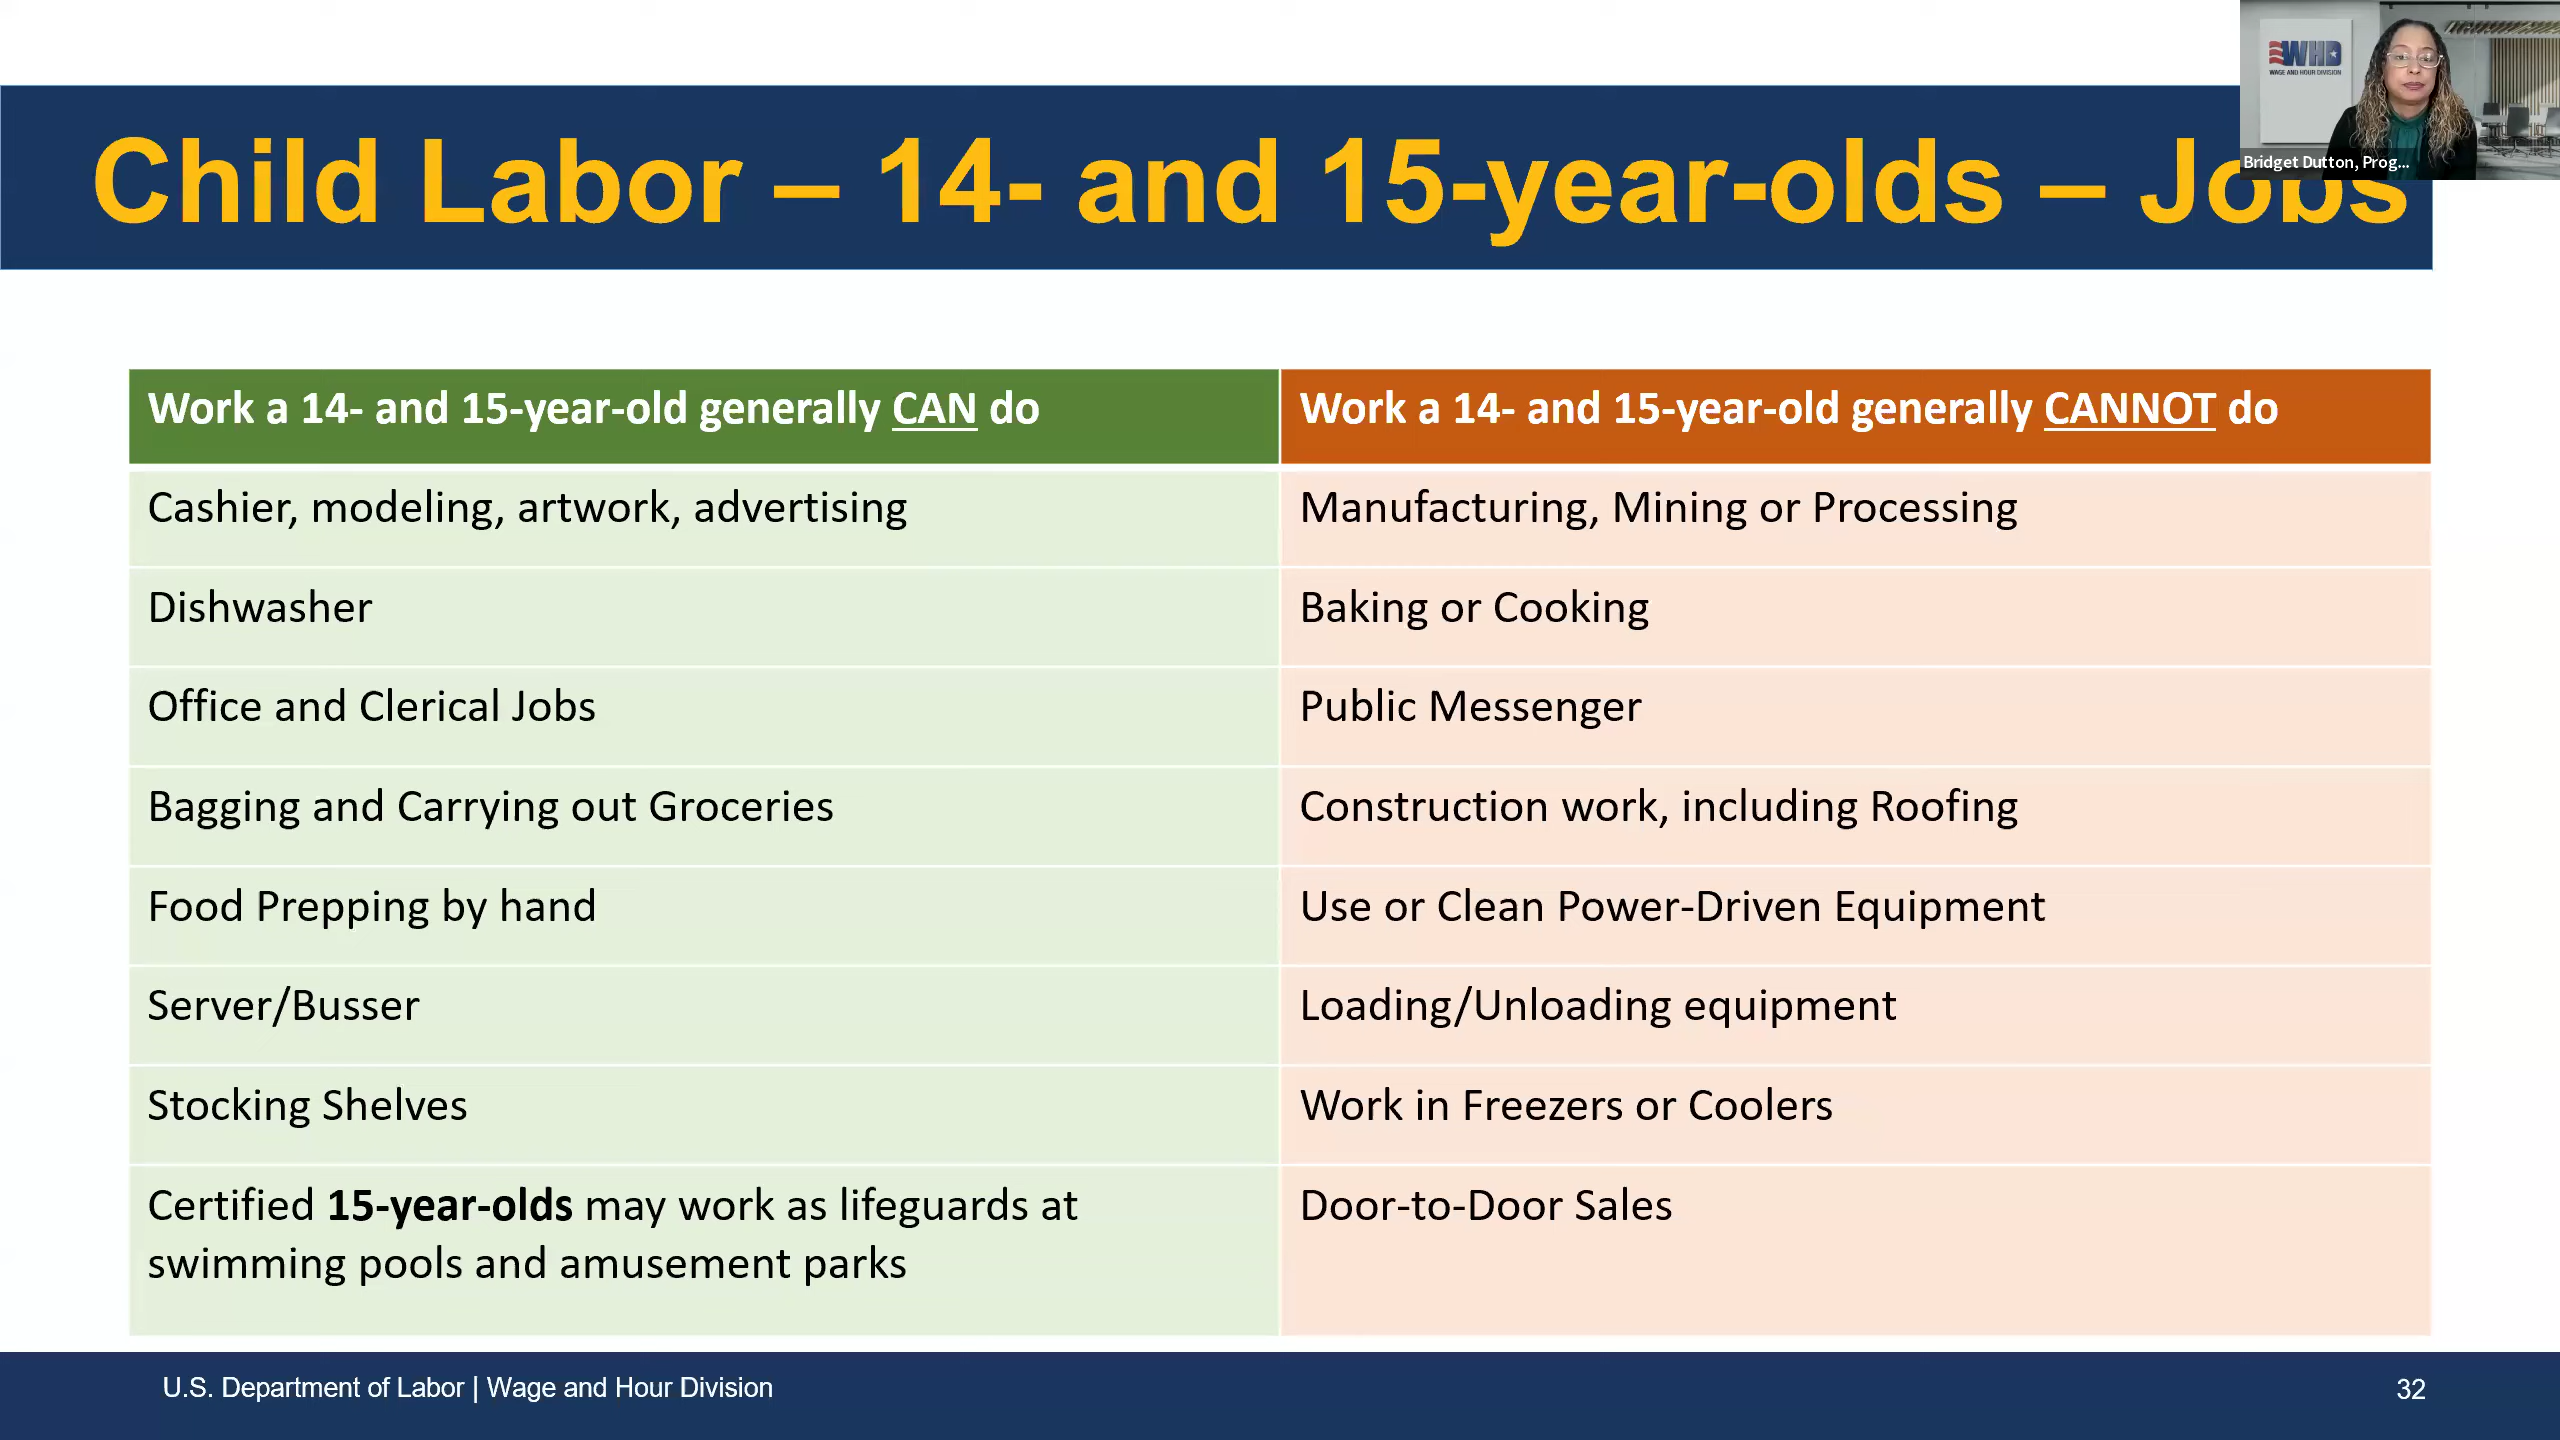 WHD
WAGE AND HOUR DIVISION
Bridget Dutton, Prog...
Child Labor – 14- and 15-year-olds – Jobs
Work a 14- and 15-year-old generally CAN do
Work a 14- and 15-year-old generally CANNOT do
Cashier, modeling, artwork, advertising
Manufacturing, Mining or Processing
Dishwasher
Baking or Cooking
Office and Clerical Jobs
Public Messenger
Bagging and Carrying out Groceries
Construction work, including Roofing
Food Prepping by hand
Use or Clean Power-Driven Equipment
Server/Busser
Loading/Unloading equipment
Stocking Shelves
Work in Freezers or Coolers
Certified 15-year-olds may work as lifeguards at
swimming pools and amusement parks
Door-to-Door Sales
U.S. Department of Labor | Wage and Hour Division
32